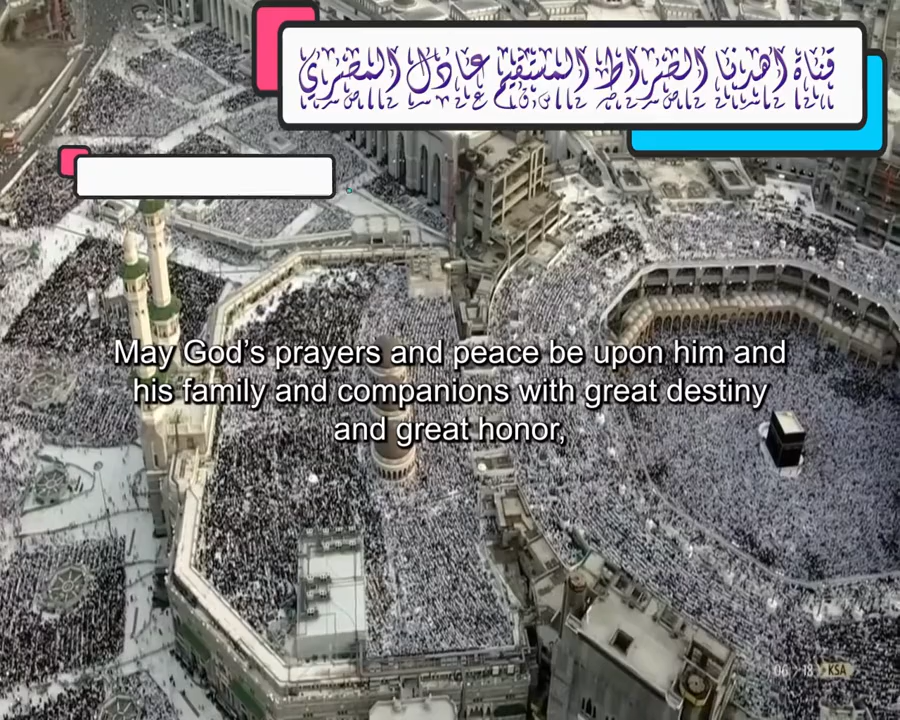 قناة اهدنا الصراط المستقيم عادل المصري
May God's prayers and peace be upon him and
his family and companions with great destiny
and great honor,
KSA